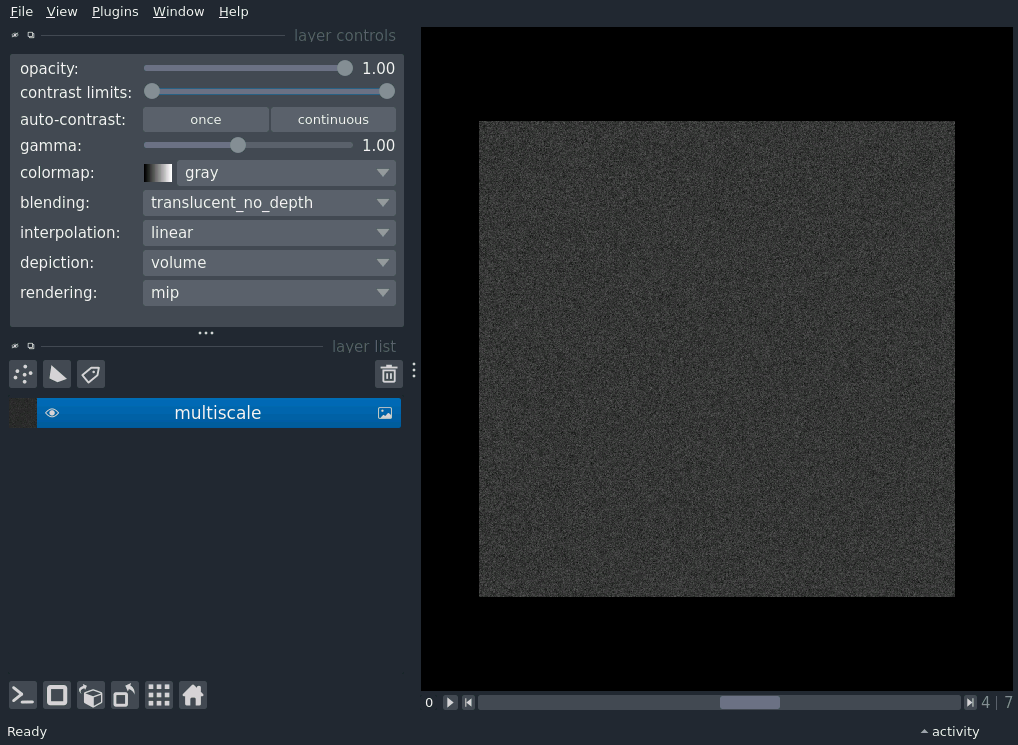 File View Plugins Window Help
layer controls
opacity: 1.00
contrast limits:
auto-contrast: once continuous
gamma: 1.00
colormap: gray
blending: translucent_no_depth
interpolation: linear
depiction: volume
rendering: mip
layer list
multiscale
0 4 | 7
Ready activity